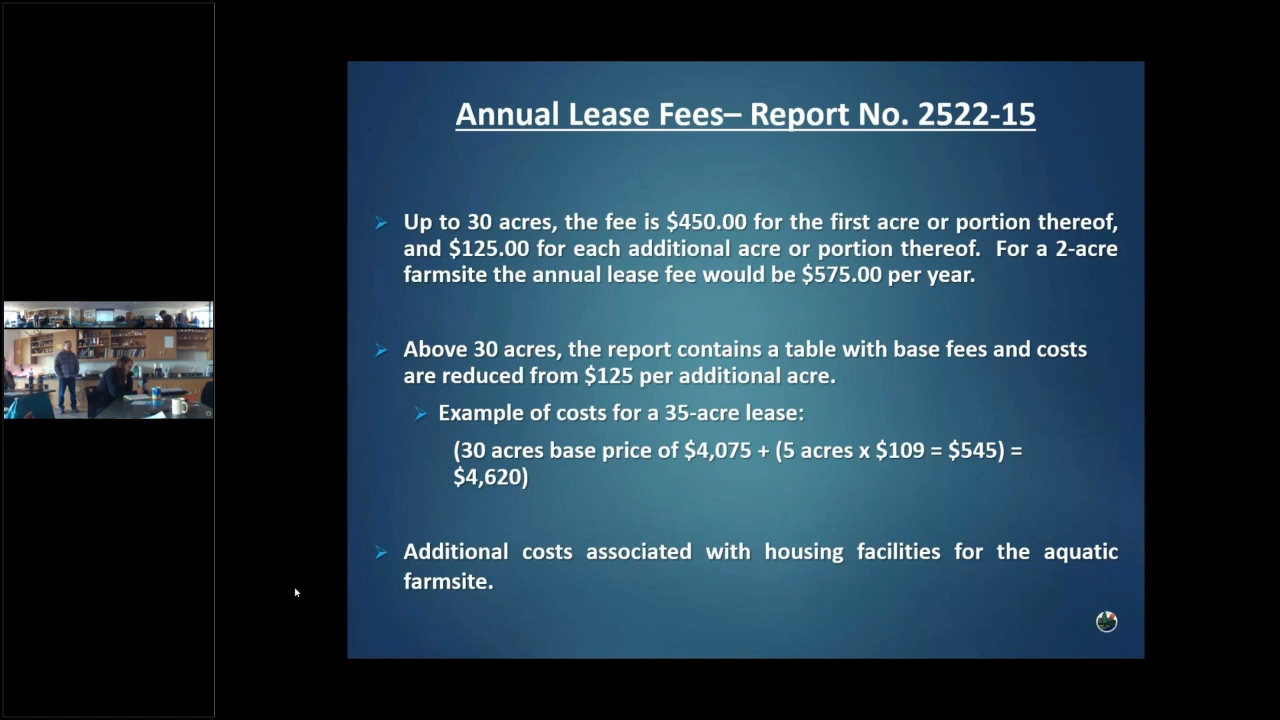 Annual Lease Fees– Report No. 2522-15
Up to 30 acres, the fee is $450.00 for the first acre or portion thereof,
and $125.00 for each additional acre or portion thereof. For a 2-acre
farmsite the annual lease fee would be $575.00 per year.
Above 30 acres, the report contains a table with base fees and costs
are reduced from $125 per additional acre.
Example of costs for a 35-acre lease:
(30 acres base price of $4,075 + (5 acres x $109 = $545) =
$4,620)
Additional costs associated with housing facilities for the aquatic
farmsite.